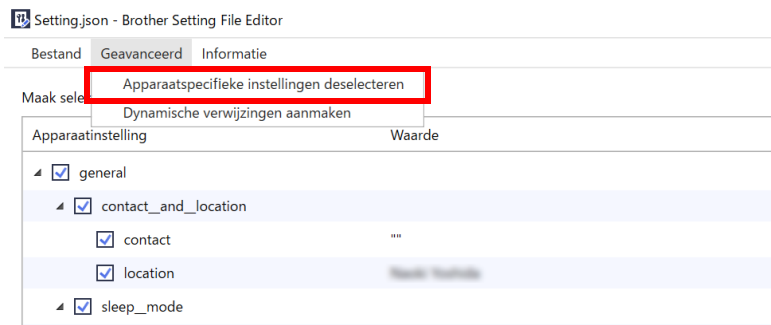 Setting.json - Brother Setting File Editor
Bestand Geavanceerd Informatie
Apparaatspecifieke instellingen deselecteren
Maak sele
Dynamische verwijzingen aanmaken
Apparaatinstelling Waarde
general
contact__and__location
contact ""
location
sleep__mode